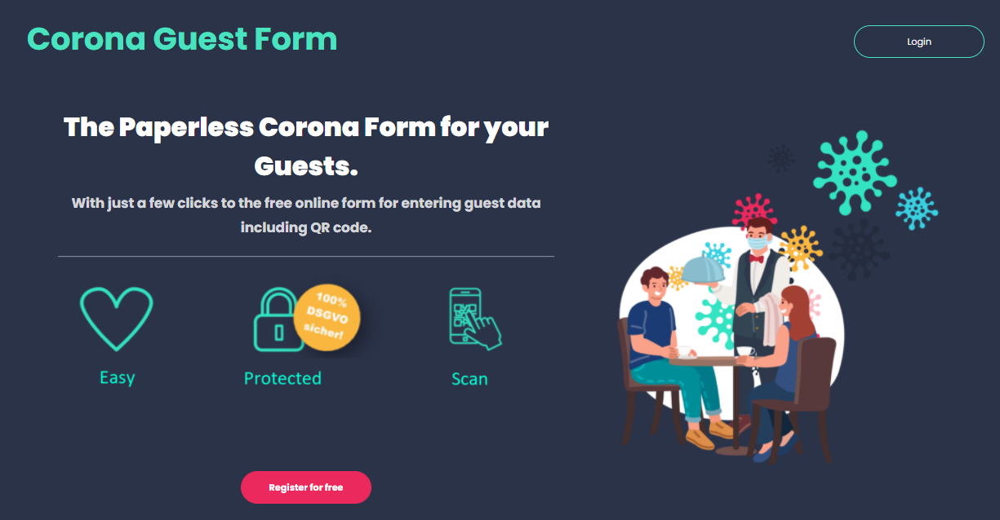 Corona Guest Form
Login
The Paperless Corona Form for your
Guests.
With just a few clicks to the free online form for entering guest data
including QR code.
100%
DSGVO
sicher!
Easy
Protected
Scan
Register for free